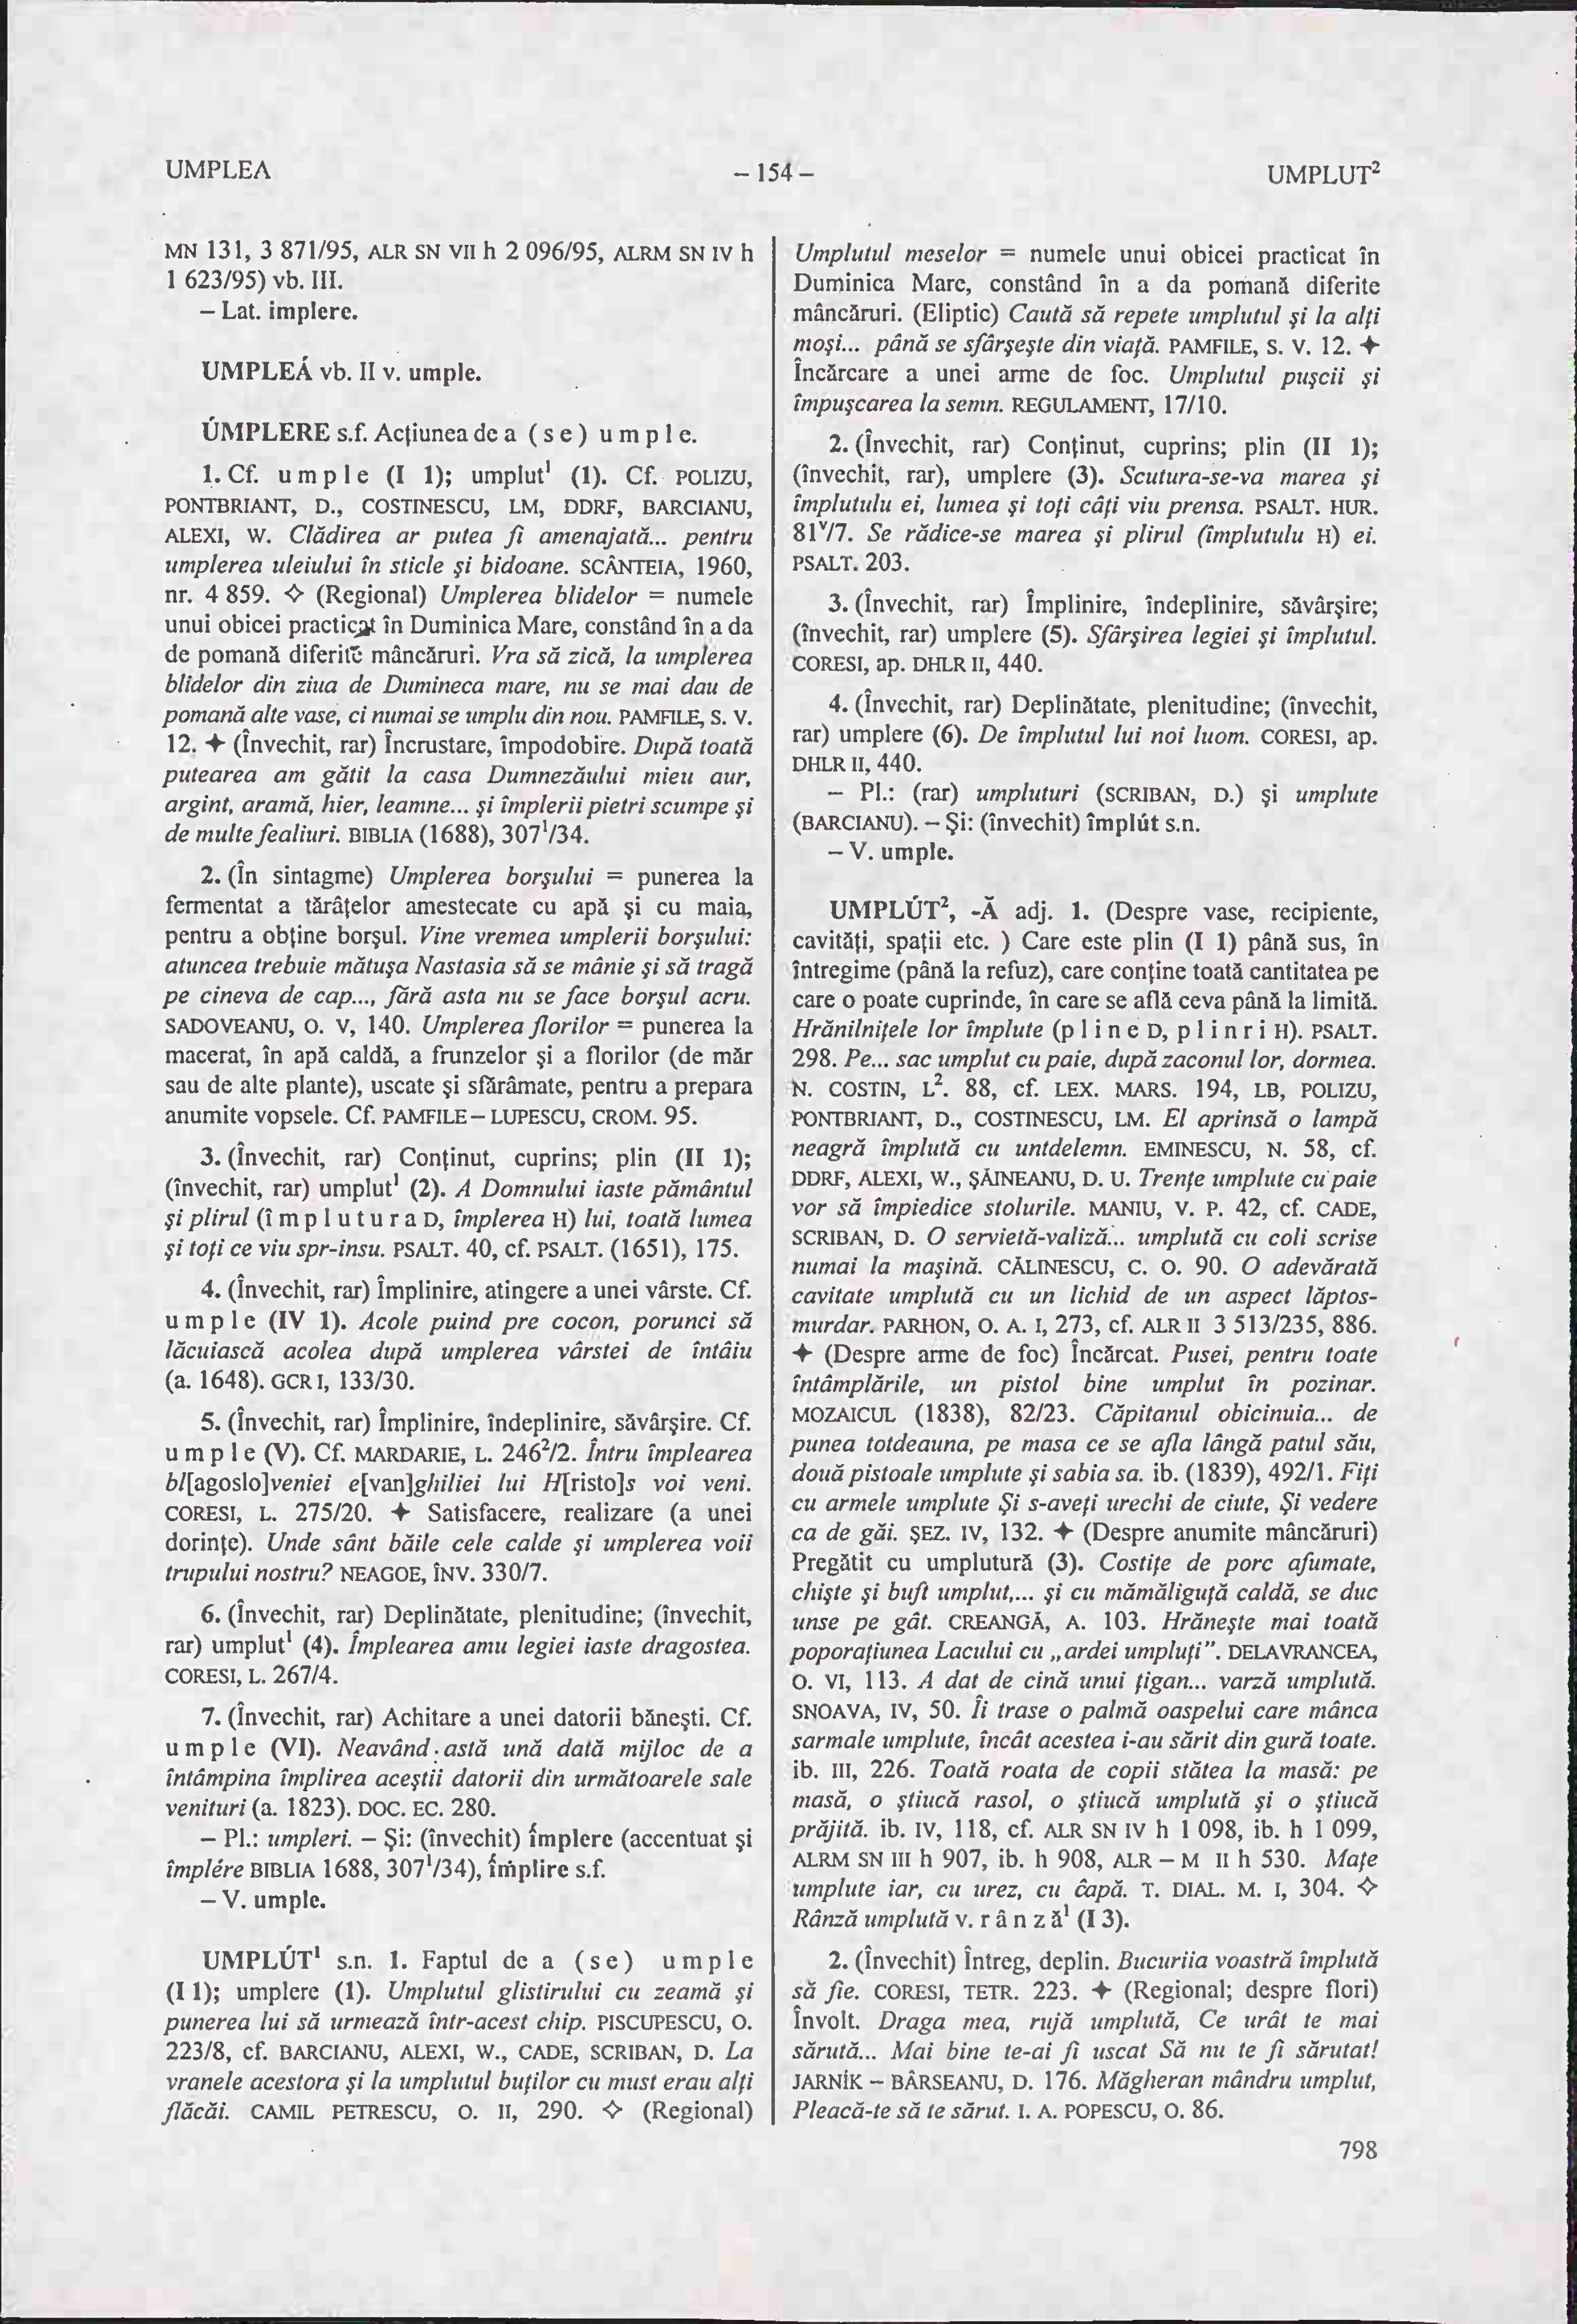 UMPLEA
– 154 –
UMPLUT²
MN 131, 3 871/95, ALR SN VII h 2 096/95, ALRM SN IV h
1 623/95) vb. III.
– Lat. implere.
UMPLEÁ vb. II v. umple.
ÚMPLERE s.f. Acţiunea de a (se) umple.
1. Cf. umple (I 1); umplut¹ (1). Cf. POLIZU,
PONTBRIANT, D., COSTINESCU, LM, DDRF, BARCIANU,
ALEXI, W. Clădirea ar putea fi amenajată... pentru
umplerea uleiului în sticle şi bidoane. SCÂNTEIA, 1960,
nr. 4 859. ◇ (Regional) Umplerea blidelor = numele
unui obicei practicat în Duminica Mare, constând în a da
de pomană diferite mâncăruri. Vra să zică, la umplerea
blidelor din ziua de Dumineca mare, nu se mai dau de
pomană alte vase, ci numai se umplu din nou. PAMFILE, S. V.
12. ✦ (Învechit, rar) Încrustare, împodobire. După toată
putearea am gătit la casa Dumnezăului mieu aur,
argint, aramă, hier, leamne... şi împlerii pietri scumpe şi
de multe fealiuri. BIBLIA (1688), 307¹/34.
2. (În sintagme) Umplerea borşului = punerea la
fermentat a tărâţelor amestecate cu apă şi cu maia,
pentru a obţine borşul. Vine vremea umplerii borşului:
atuncea trebuie mătuşa Nastasia să se mânie şi să tragă
pe cineva de cap..., fără asta nu se face borşul acru.
SADOVEANU, O. V, 140. Umplerea florilor = punerea la
macerat, în apă caldă, a frunzelor şi a florilor (de măr
sau de alte plante), uscate şi sfărâmate, pentru a prepara
anumite vopsele. Cf. PAMFILE – LUPESCU, CROM. 95.
3. (Învechit, rar) Conţinut, cuprins; plin (II 1);
(învechit, rar) umplut¹ (2). A Domnului iaste pământul
şi plirul (împlutura D, împlerea H) lui, toată lumea
şi toţi ce viu spr-insu. PSALT. 40, cf. PSALT. (1651), 175.
4. (Învechit, rar) Împlinire, atingere a unei vârste. Cf.
umple (IV 1). Acole puind pre cocon, porunci să
lăcuiască acolea după umplerea vârstei de întâiu
(a. 1648). GCR I, 133/30.
5. (Învechit, rar) Împlinire, îndeplinire, săvârşire. Cf.
umple (V). Cf. MARDARIE, L. 246²/2. Întru împlearea
bl[agoslo]veniei e[van]ghiliei lui H[risto]s voi veni.
CORESI, L. 275/20. ✦ Satisfacere, realizare (a unei
dorinţe). Unde sânt băile cele calde şi umplerea voii
trupului nostru? NEAGOE, ÎNV. 330/7.
6. (Învechit, rar) Deplinătate, plenitudine; (învechit,
rar) umplut¹ (4). Împlearea amu legiei iaste dragostea.
CORESI, L. 267/4.
7. (Învechit, rar) Achitare a unei datorii băneşti. Cf.
umple (VI). Neavând astă ună dată mijloc de a
întâmpina împlirea aceştii datorii din următoarele sale
venituri (a. 1823). DOC. EC. 280.
– Pl.: umpleri. – Şi: (învechit) ímplere (accentuat şi
împlére BIBLIA 1688, 307¹/34), ímplire s.f.
– V. umple.
UMPLÚT¹ s.n. 1. Faptul de a (se) umple
(I 1); umplere (1). Umplutul glistirului cu zeamă şi
punerea lui să urmează într-acest chip. PISCUPESCU, O.
223/8, cf. BARCIANU, ALEXI, W., CADE, SCRIBAN, D. La
vranele acestora şi la umplutul buţilor cu must erau alţi
flăcăi. CAMIL PETRESCU, O. II, 290. ◇ (Regional)
Umplutul meselor = numele unui obicei practicat în
Duminica Mare, constând în a da pomană diferite
mâncăruri. (Eliptic) Caută să repete umplutul şi la alţi
moşi... până se sfârşeşte din viaţă. PAMFILE, S. V. 12. ✦
Încărcare a unei arme de foc. Umplutul puşcii şi
împuşcarea la semn. REGULAMENT, 17/10.
2. (Învechit, rar) Conţinut, cuprins; plin (II 1);
(învechit, rar), umplere (3). Scutura-se-va marea şi
împlutulu ei, lumea şi toţi câţi viu prensa. PSALT. HUR.
81ᵛ/7. Se rădice-se marea şi plirul (împlutulu H) ei.
PSALT. 203.
3. (Învechit, rar) Împlinire, îndeplinire, săvârşire;
(învechit, rar) umplere (5). Sfârşirea legiei şi împlutul.
CORESI, ap. DHLR II, 440.
4. (Învechit, rar) Deplinătate, plenitudine; (învechit,
rar) umplere (6). De împlutul lui noi luom. CORESI, ap.
DHLR II, 440.
– Pl.: (rar) umpluturi (SCRIBAN, D.) şi umplute
(BARCIANU). – Şi: (învechit) împlút s.n.
– V. umple.
UMPLÚT², -Ă adj. 1. (Despre vase, recipiente,
cavităţi, spaţii etc. ) Care este plin (I 1) până sus, în
întregime (până la refuz), care conţine toată cantitatea pe
care o poate cuprinde, în care se află ceva până la limită.
Hrănilniţele lor împlute (pline D, plinri H). PSALT.
298. Pe... sac umplut cu paie, după zaconul lor, dormea.
N. COSTIN, L². 88, cf. LEX. MARS. 194, LB, POLIZU,
PONTBRIANT, D., COSTINESCU, LM. El aprinsă o lampă
neagră împlută cu untdelemn. EMINESCU, N. 58, cf.
DDRF, ALEXI, W., ŞĂINEANU, D. U. Trenţe umplute cu paie
vor să împiedice stolurile. MANIU, V. P. 42, cf. CADE,
SCRIBAN, D. O servietă-valiză... umplută cu coli scrise
numai la maşină. CĂLINESCU, C. O. 90. O adevărată
cavitate umplută cu un lichid de un aspect lăptos-
murdar. PARHON, O. A. I, 273, cf. ALR II 3 513/235, 886.
✦ (Despre arme de foc) Încărcat. Pusei, pentru toate
întâmplările, un pistol bine umplut în pozinar.
MOZAICUL (1838), 82/23. Căpitanul obicinuia... de
punea totdeauna, pe masa ce se afla lângă patul său,
două pistoale umplute şi sabia sa. ib. (1839), 492/1. Fiţi
cu armele umplute Şi s-aveţi urechi de ciute, Şi vedere
ca de găi. ŞEZ. IV, 132. ✦ (Despre anumite mâncăruri)
Pregătit cu umplutură (3). Costiţe de porc afumate,
chişte şi buft umplut,... şi cu mămăliguţă caldă, se duc
unse pe gât. CREANGĂ, A. 103. Hrăneşte mai toată
poporaţiunea Lacului cu „ardei umpluţi”. DELAVRANCEA,
O. VI, 113. A dat de cină unui ţigan... varză umplută.
SNOAVA, IV, 50. Îi trase o palmă oaspelui care mânca
sarmale umplute, încât acestea i-au sărit din gură toate.
ib. III, 226. Toată roata de copii stătea la masă: pe
masă, o ştiucă rasol, o ştiucă umplută şi o ştiucă
prăjită. ib. IV, 118, cf. ALR SN IV h 1 098, ib. h 1 099,
ALRM SN III h 907, ib. h 908, ALR – M II h 530. Maţe
umplute iar, cu urez, cu ćapă. T. DIAL. M. I, 304. ◇
Rânză umplută v. rânză¹ (I 3).
2. (Învechit) Întreg, deplin. Bucuriia voastră împlută
să fie. CORESI, TETR. 223. ✦ (Regional; despre flori)
Învolt. Draga mea, rujă umplută, Ce urât te mai
sărută... Mai bine te-ai fi uscat Să nu te fi sărutat!
JARNÍK – BÂRSEANU, D. 176. Măgheran mândru umplut,
Pleacă-te să te sărut. I. A. POPESCU, O. 86.
798